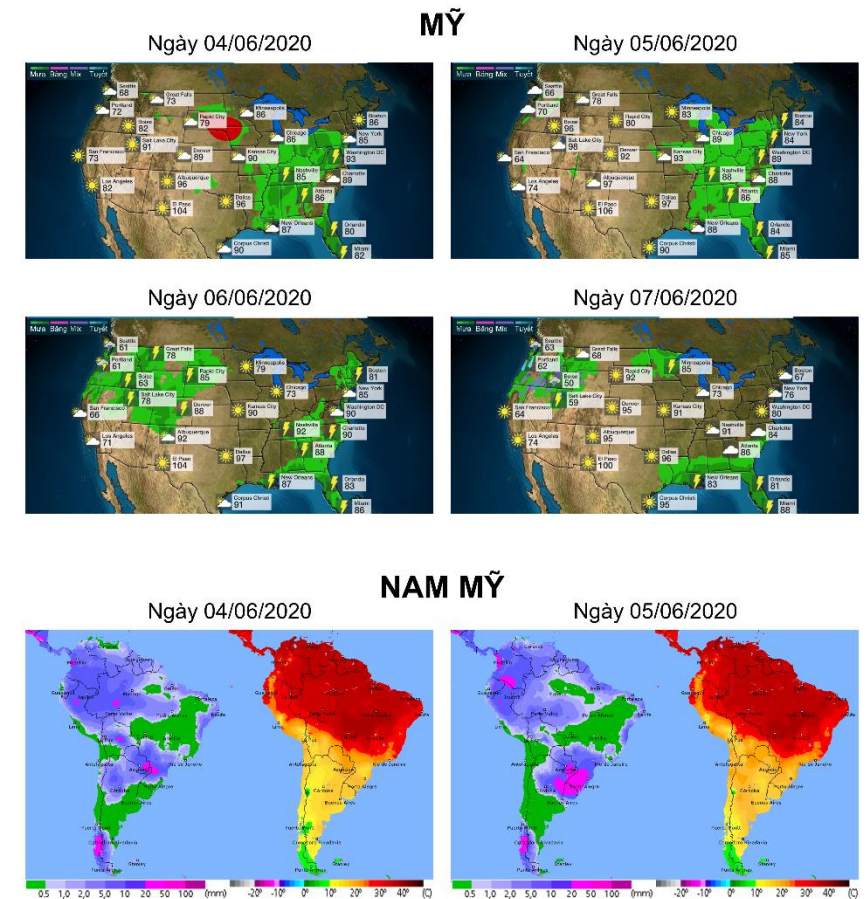 MỸ
Ngày 04/06/2020
Ngày 05/06/2020
Mưa Băng Mix Tuyết
Seattle 68
Portland 72
Great Falls 73
Boise 82
Rapid City 79
Minneapolis 86
Boston 86
New York 85
Salt Lake City 91
Chicago 86
Washington DC 93
San Francisco 73
Denver 89
Kansas City 90
Nashville 85
Charlotte 89
Los Angeles 82
Albuquerque 96
Atlanta 86
El Paso 104
Dallas 96
New Orleans 87
Orlando 80
Corpus Christi 90
Miami 82
Mưa Băng Mix Tuyết
Seattle 66
Portland 70
Great Falls 78
Boise 96
Rapid City 80
Minneapolis 83
Boston 84
New York 84
Salt Lake City 98
Chicago 89
Washington DC 89
San Francisco 64
Denver 92
Kansas City 93
Nashville 88
Charlotte 88
Los Angeles 74
Albuquerque 97
Atlanta 86
El Paso 106
Dallas 97
New Orleans 88
Orlando 84
Corpus Christi 90
Miami 85
Ngày 06/06/2020
Ngày 07/06/2020
Mưa Băng Mix Tuyết
Seattle 61
Portland 61
Great Falls 78
Boise 63
Rapid City 85
Minneapolis 79
Boston 81
New York 85
Salt Lake City 78
Chicago 73
Washington DC 90
San Francisco 66
Denver 88
Kansas City 90
Nashville 92
Charlotte 90
Los Angeles 71
Albuquerque 92
Atlanta 88
El Paso 104
Dallas 97
New Orleans 87
Orlando 83
Corpus Christi 91
Miami 86
Mưa Băng Mix Tuyết
Seattle 63
Portland 62
Great Falls 68
Boise 50
Rapid City 92
Minneapolis 85
Boston 67
New York 76
Salt Lake City 59
Chicago 73
Washington DC 80
San Francisco 64
Denver 95
Kansas City 91
Nashville 91
Charlotte 84
Los Angeles 74
Albuquerque 95
Atlanta 86
El Paso 100
Dallas 96
New Orleans 83
Orlando 81
Corpus Christi 95
Miami 88
NAM MỸ
Ngày 04/06/2020
Ngày 05/06/2020
0.5 1,0 2,0 5,0 10 20 50 100 (mm) -20° -10° 0° 10° 20° 30° 40° (C)
0.5 1,0 2,0 5,0 10 20 50 100 (mm) -20° -10° 0° 10° 20° 30° 40° (C)